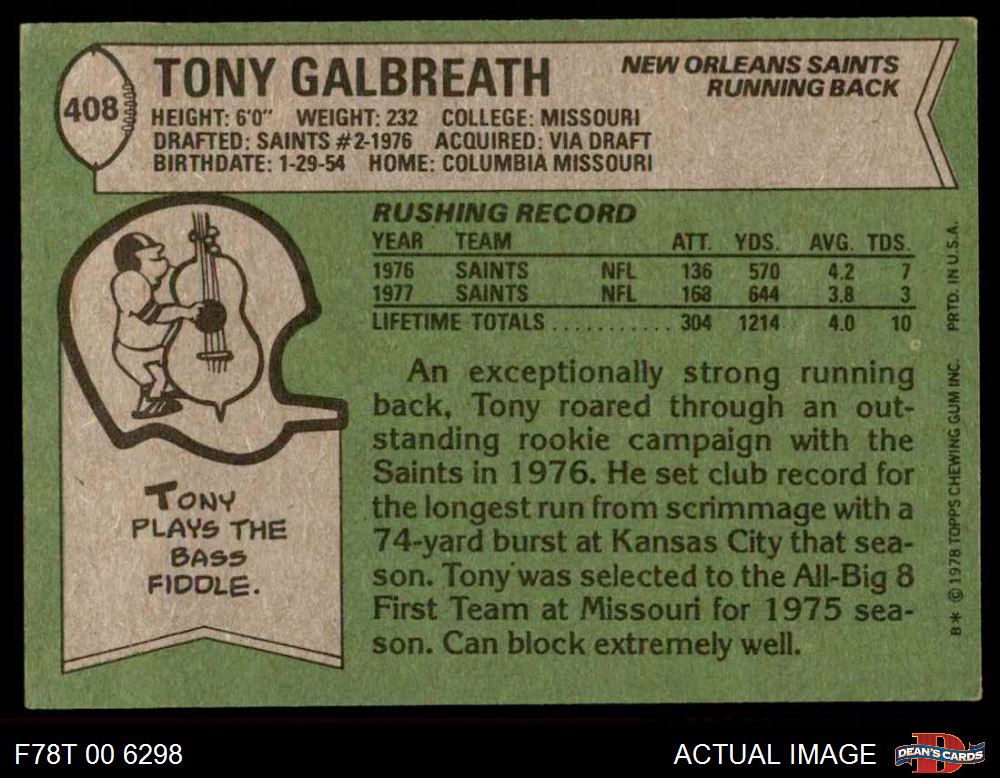 408
TONY GALBREATH
NEW ORLEANS SAINTS
RUNNING BACK
HEIGHT: 6'0" WEIGHT: 232 COLLEGE: MISSOURI
DRAFTED: SAINTS #2-1976 ACQUIRED: VIA DRAFT
BIRTHDATE: 1-29-54 HOME: COLUMBIA MISSOURI
RUSHING RECORD
YEAR TEAM ATT. YDS. AVG. TDS.
1976 SAINTS NFL 136 570 4.2 7
1977 SAINTS NFL 168 644 3.8 3
LIFETIME TOTALS ........... 304 1214 4.0 10
An exceptionally strong running
back, Tony roared through an out-
standing rookie campaign with the
Saints in 1976. He set club record for
the longest run from scrimmage with a
74-yard burst at Kansas City that sea-
son. Tony was selected to the All-Big 8
First Team at Missouri for 1975 sea-
son. Can block extremely well.
TONY
PLAYS THE
BASS
FIDDLE.
B* © 1978 TOPPS CHEWING GUM INC. PRTD. IN U.S.A.
F78T 00 6298
ACTUAL IMAGE
D
DEAN'S CARDS